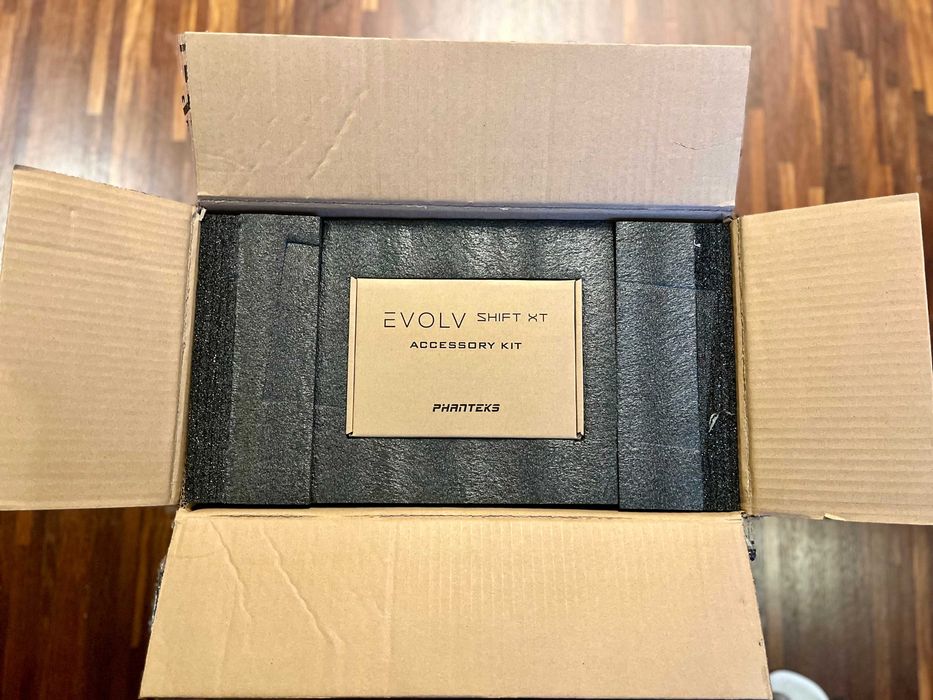 EVOLV SHIFT XT
ACCESSORY KIT
PHANTEKS